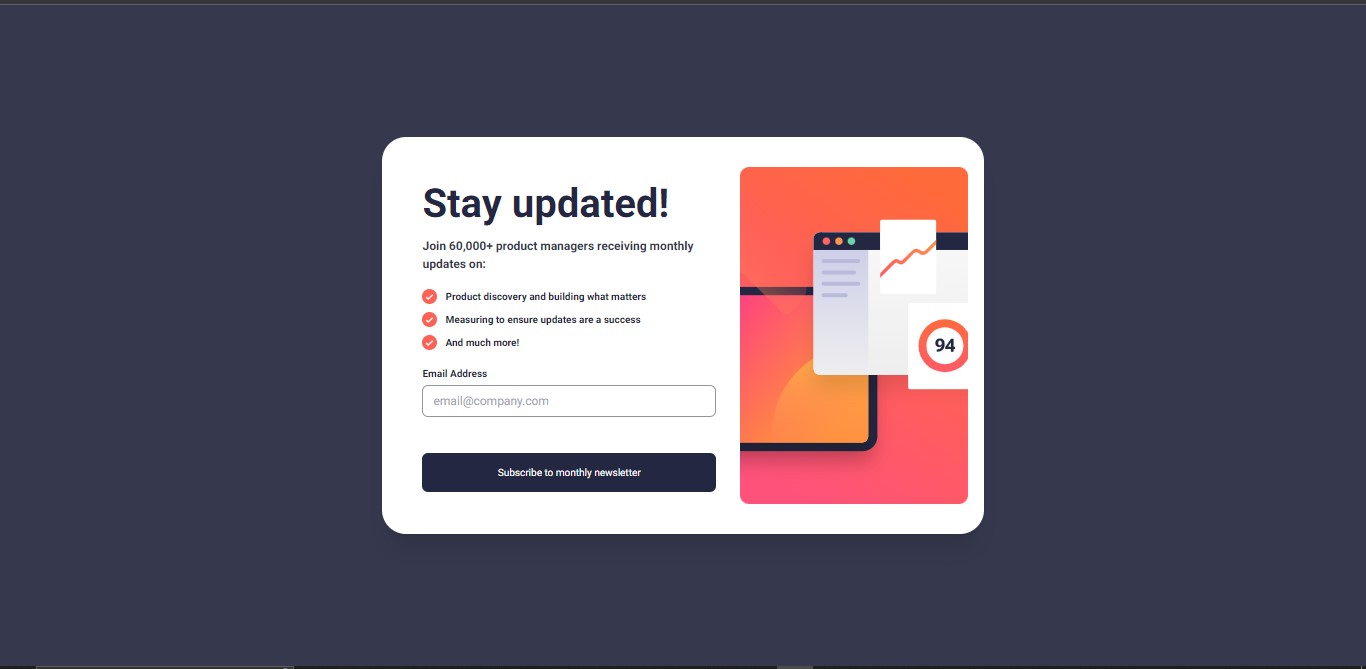 Stay updated!
Join 60,000+ product managers receiving monthly
updates on:
Product discovery and building what matters
Measuring to ensure updates are a success
And much more!
Email Address
email@company.com
Subscribe to monthly newsletter
94